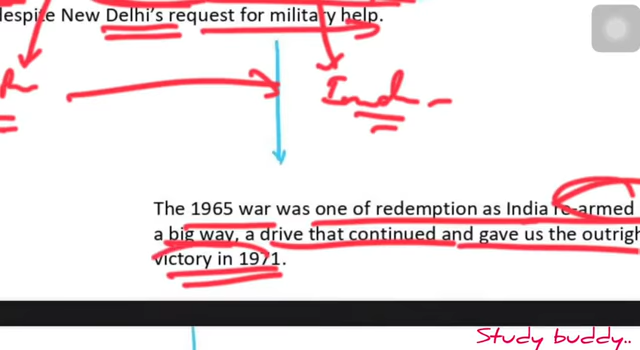 despite New Delhi's request for military help.
The 1965 war was one of redemption as India re-armed
a big way, a drive that continued and gave us the outrigh
victory in 1971.
Study buddy..